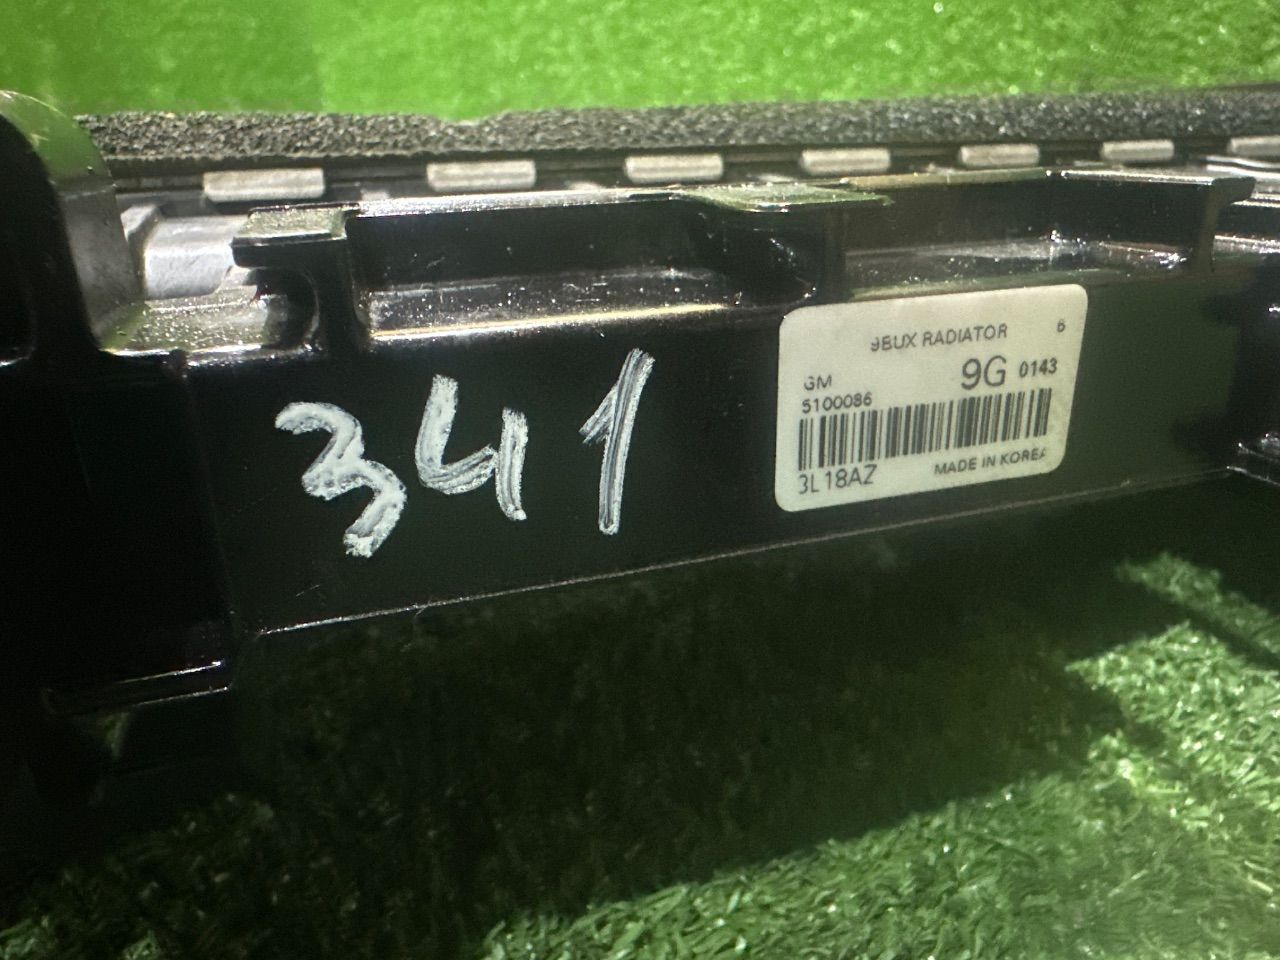 341
9BUX RADIATOR 6
GM 9G 0143
5100086
3L18AZ MADE IN KOREA